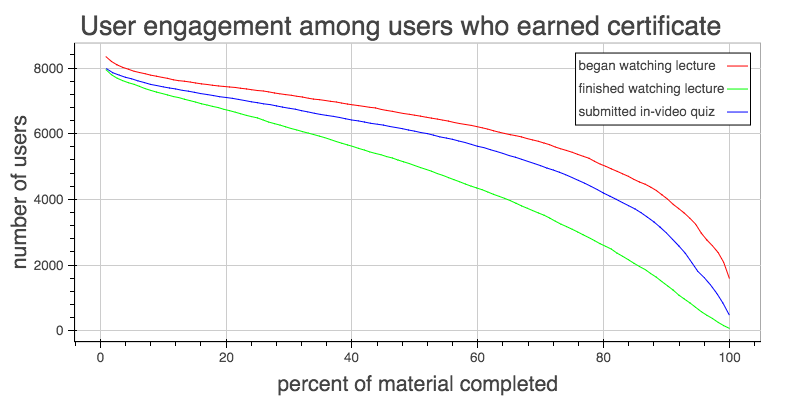 User engagement among users who earned certificate
began watching lecture
finished watching lecture
submitted in-video quiz
number of users
8000
6000
4000
2000
0
0 20 40 60 80 100
percent of material completed